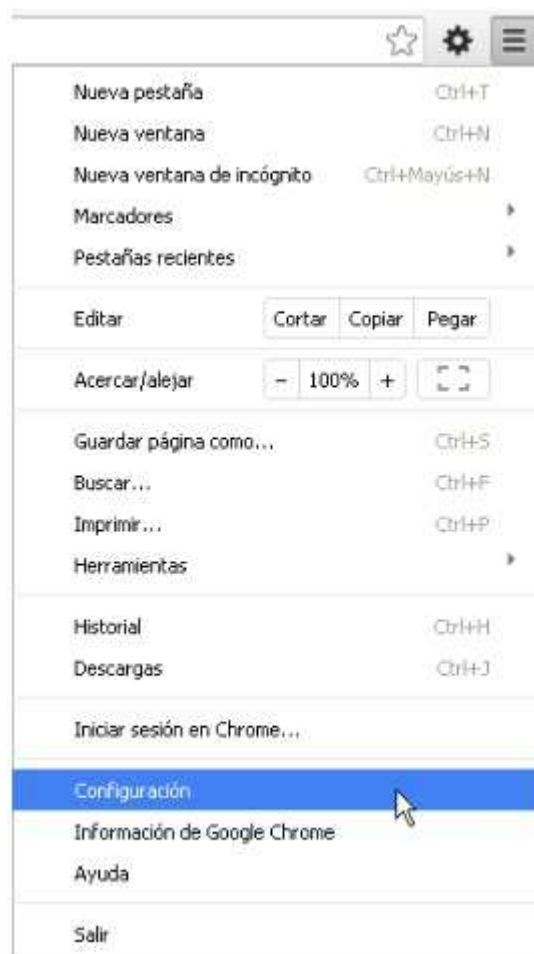 Nueva pestaña Ctrl+T
Nueva ventana Ctrl+N
Nueva ventana de incógnito Ctrl+Mayús+N
Marcadores
Pestañas recientes
Editar Cortar Copiar Pegar
Acercar/alejar - 100% +
Guardar página como... Ctrl+S
Buscar... Ctrl+F
Imprimir... Ctrl+P
Herramientas
Historial Ctrl+H
Descargas Ctrl+J
Iniciar sesión en Chrome...
Configuración
Información de Google Chrome
Ayuda
Salir